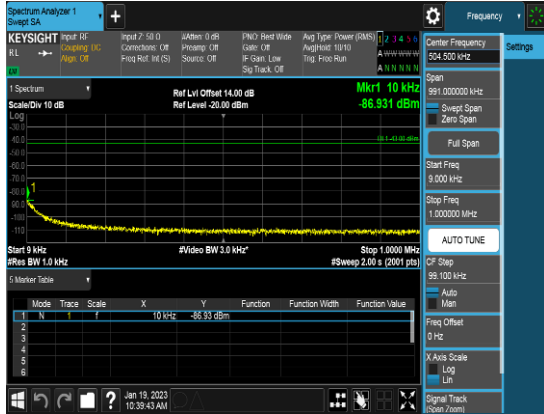 Spectrum Analyzer 1
Swept SA
Frequency
KEYSIGHT Input: RF
Coupling: DC
Align: Off
RL
Input Z: 50 Ω
Corrections: Off
Freq Ref: Int (S)
#Atten: 0 dB
Preamp: Off
Source: Off
PNO: Best Wide
Gate: Off
IF Gain: Low
Sig Track: Off
Avg Type: Power (RMS)
Avg|Hold: 10/10
Trig: Free Run
1 2 3 4 5 6
A W W W W W
A N N N N N
1 Spectrum
Scale/Div 10 dB
Ref Lvl Offset 14.00 dB
Ref Level -20.00 dBm
Mkr1 10 kHz
-86.931 dBm
Log
-30.0
-40.0
-50.0
-60.0
-70.0
-80.0
-90.0
-100
-110
1
DL1 -43.00 dBm
Start 9 kHz
#Res BW 1.0 kHz
#Video BW 3.0 kHz*
Stop 1.0000 MHz
#Sweep 2.00 s (2001 pts)
5 Marker Table
Mode Trace Scale X Y Function Function Width Function Value
1 N 1 f 10 kHz -86.93 dBm
2
3
4
5
6
Jan 19, 2023
10:39:43 AM
Center Frequency
504.500 kHz
Settings
Span
991.000000 kHz
Swept Span
Zero Span
Full Span
Start Freq
9.000 kHz
Stop Freq
1.000000 MHz
AUTO TUNE
CF Step
99.100 kHz
Auto
Man
Freq Offset
0 Hz
X Axis Scale
Log
Lin
Signal Track
(Span Zoom)